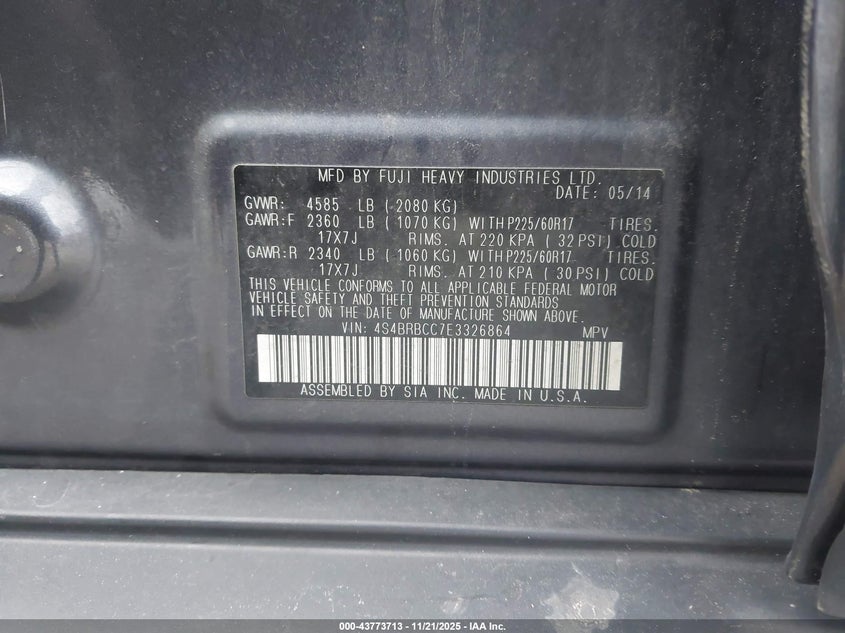 MFD BY FUJI HEAVY INDUSTRIES LTD.
DATE: 05/14
GVWR: 4585 LB ( 2080 KG)
GAWR:F 2360 LB ( 1070 KG) WITH P225/60R17 TIRES.
17X7J RIMS. AT 220 KPA ( 32 PSI) COLD
GAWR:R 2340 LB ( 1060 KG) WITH P225/60R17 TIRES.
17X7J RIMS. AT 210 KPA ( 30 PSI) COLD
THIS VEHICLE CONFORMS TO ALL APPLICABLE FEDERAL MOTOR
VEHICLE SAFETY AND THEFT PREVENTION STANDARDS
IN EFFECT ON THE DATE OF MANUFACTURE SHOWN ABOVE.
VIN: 4S4BRBCC7E3326864 MPV
ASSEMBLED BY SIA INC. MADE IN U.S.A.
000-43773713 - 11/21/2025 - IAA Inc.